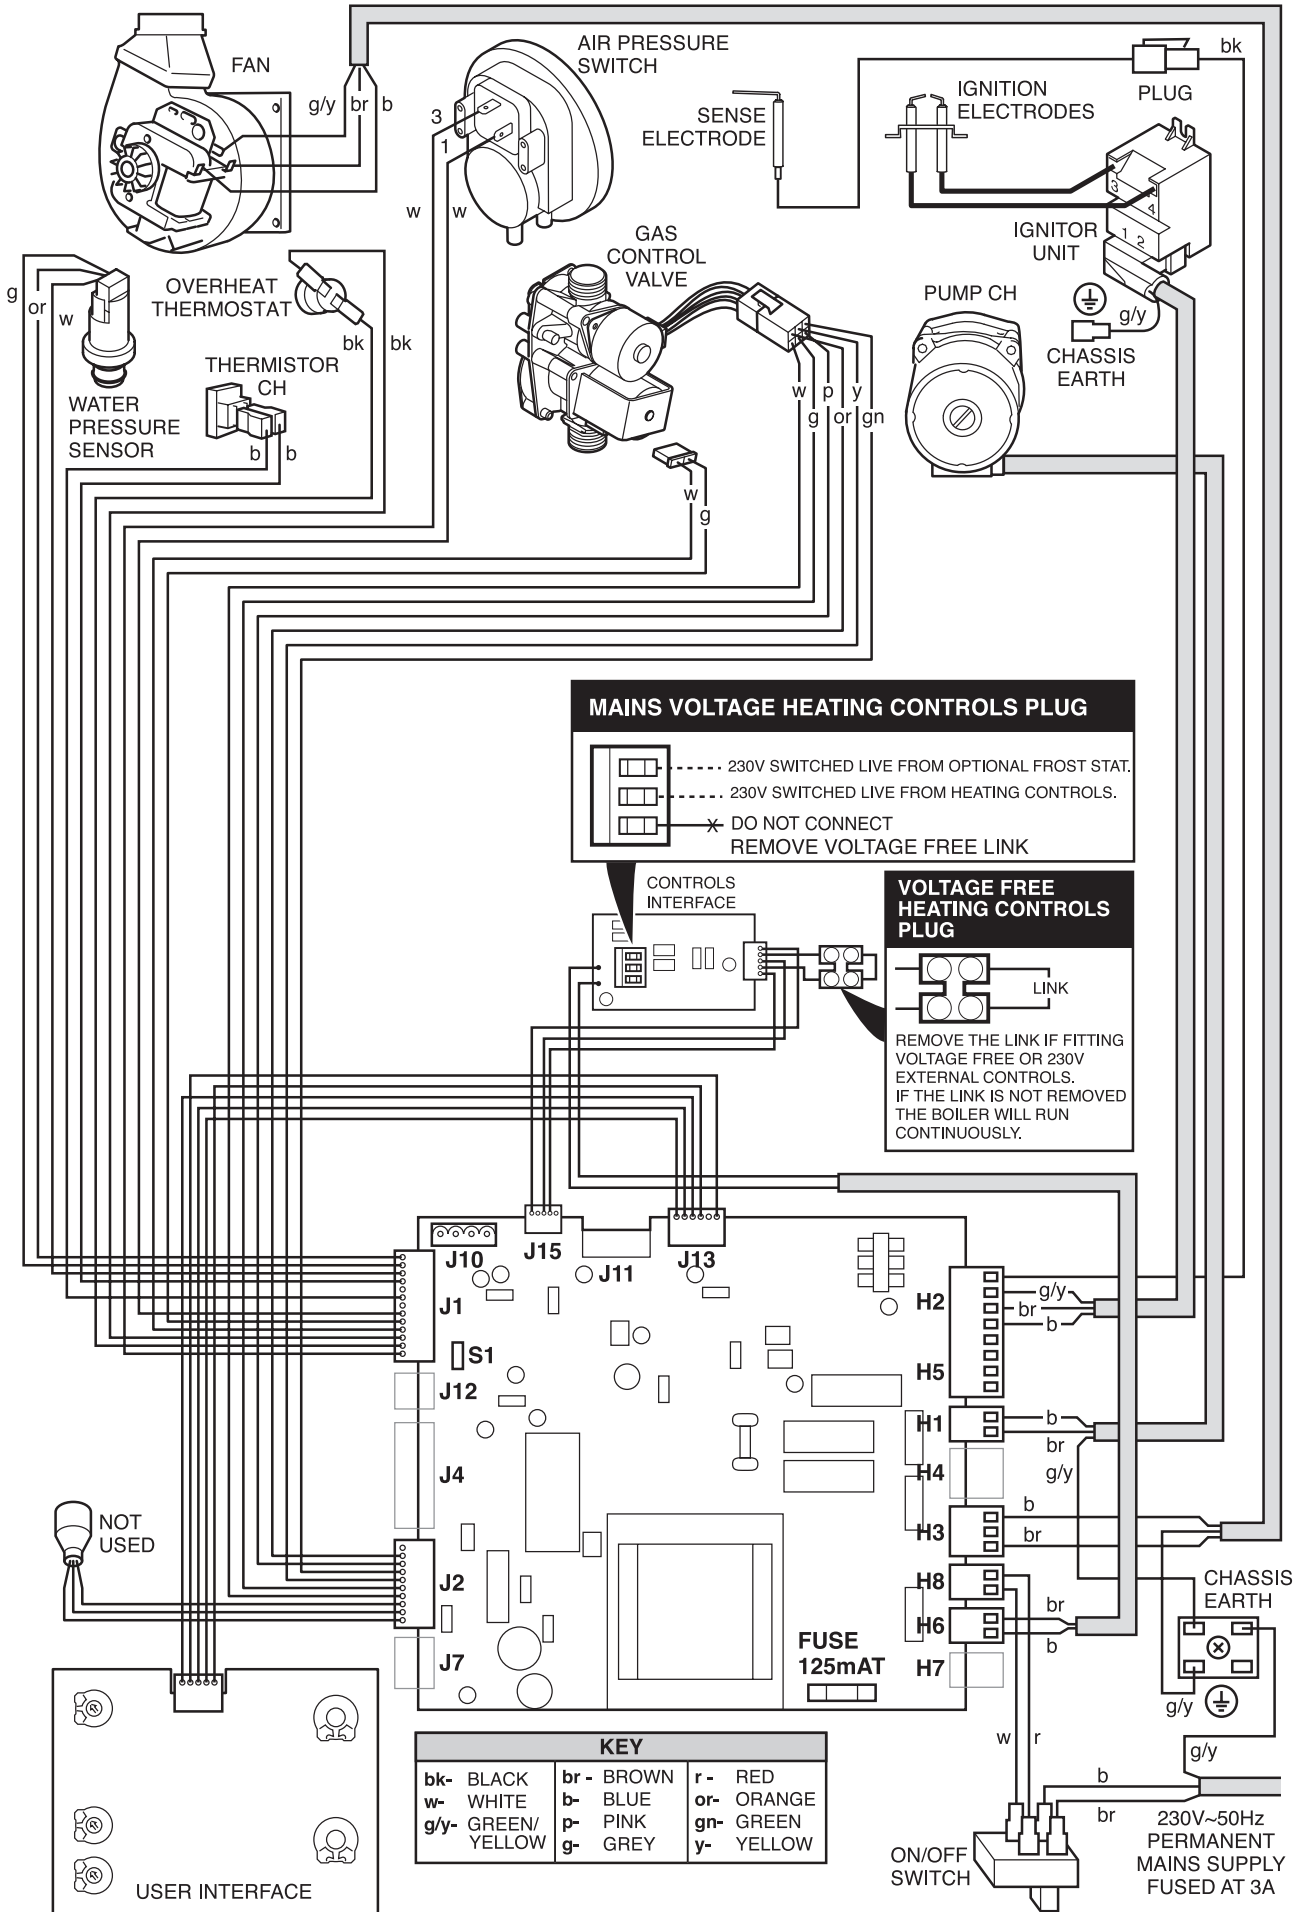 FAN
g/y br b
AIR PRESSURE
SWITCH
3
1
w w
SENSE
ELECTRODE
IGNITION
ELECTRODES
bk
PLUG
3
4
1 2
IGNITOR
UNIT
g/y
CHASSIS
EARTH
g or w
WATER
PRESSURE
SENSOR
OVERHEAT
THERMOSTAT
bk bk
THERMISTOR
CH
b b
GAS
CONTROL
VALVE
w p y
g or gn
w
g
PUMP CH
MAINS VOLTAGE HEATING CONTROLS PLUG
230V SWITCHED LIVE FROM OPTIONAL FROST STAT.
230V SWITCHED LIVE FROM HEATING CONTROLS.
X DO NOT CONNECT
REMOVE VOLTAGE FREE LINK
CONTROLS
INTERFACE
VOLTAGE FREE
HEATING CONTROLS
PLUG
LINK
REMOVE THE LINK IF FITTING
VOLTAGE FREE OR 230V
EXTERNAL CONTROLS.
IF THE LINK IS NOT REMOVED
THE BOILER WILL RUN
CONTINUOUSLY.
J10
J15
J11
J13
J1
S1
J12
J4
J2
J7
H2
H5
H1
H4
H3
H8
H6
H7
g/y
br
b
b
br
g/y
b
br
br
b
FUSE
125mAT
NOT
USED
CHASSIS
EARTH
g/y
g/y
w r
b
br
USER INTERFACE
KEY
bk- BLACK
w- WHITE
g/y- GREEN/
YELLOW
br - BROWN
b- BLUE
p- PINK
g- GREY
r - RED
or- ORANGE
gn- GREEN
y- YELLOW
ON/OFF
SWITCH
230V~50Hz
PERMANENT
MAINS SUPPLY
FUSED AT 3A